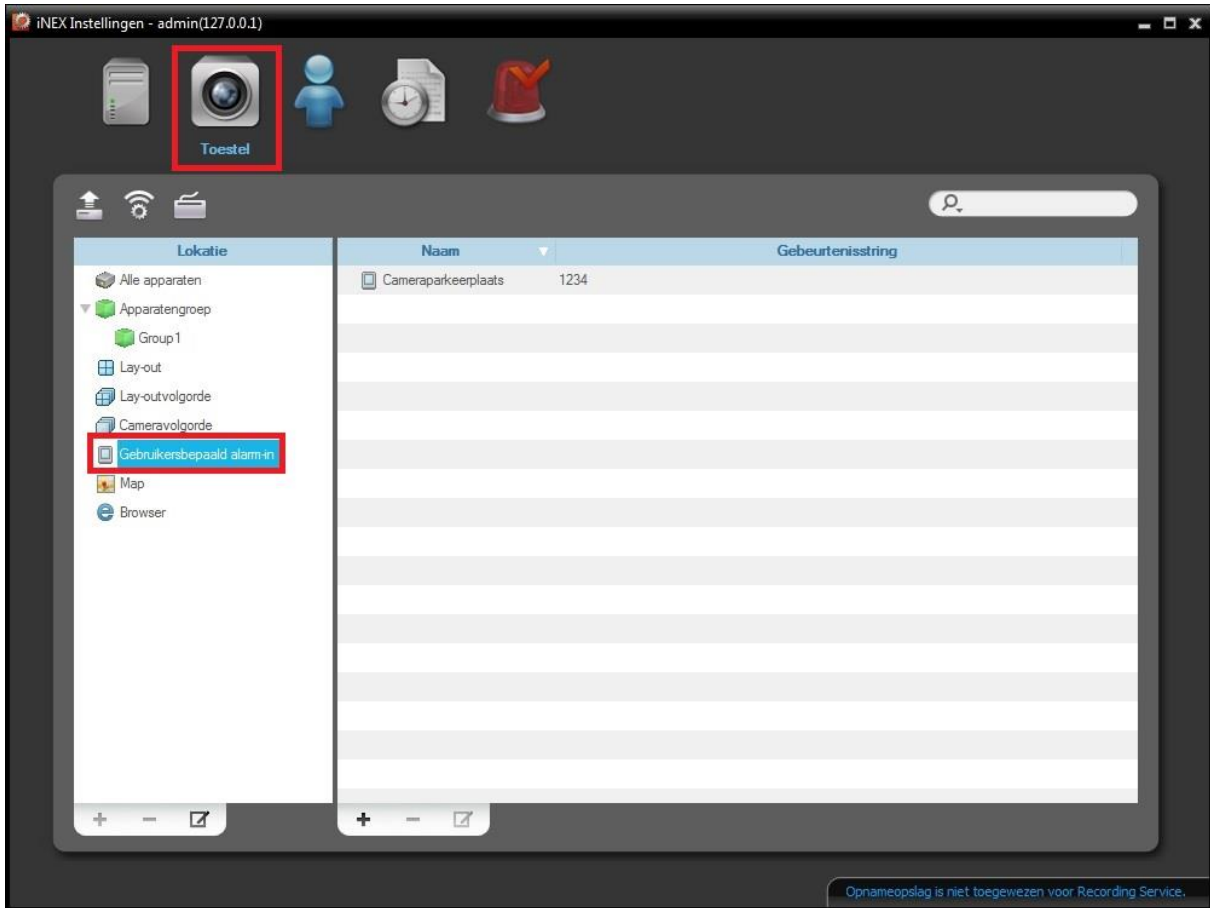 iNEX Instellingen - admin(127.0.0.1)
Toestel
Lokatie
Naam
Gebeurtenisstring
Alle apparaten
Cameraparkeerplaats 1234
Apparatengroep
Group1
Lay-out
Lay-outvolgorde
Cameravolgorde
Gebruikersbepaald alarm-in
Map
Browser
Opnameopslag is niet toegewezen voor Recording Service.